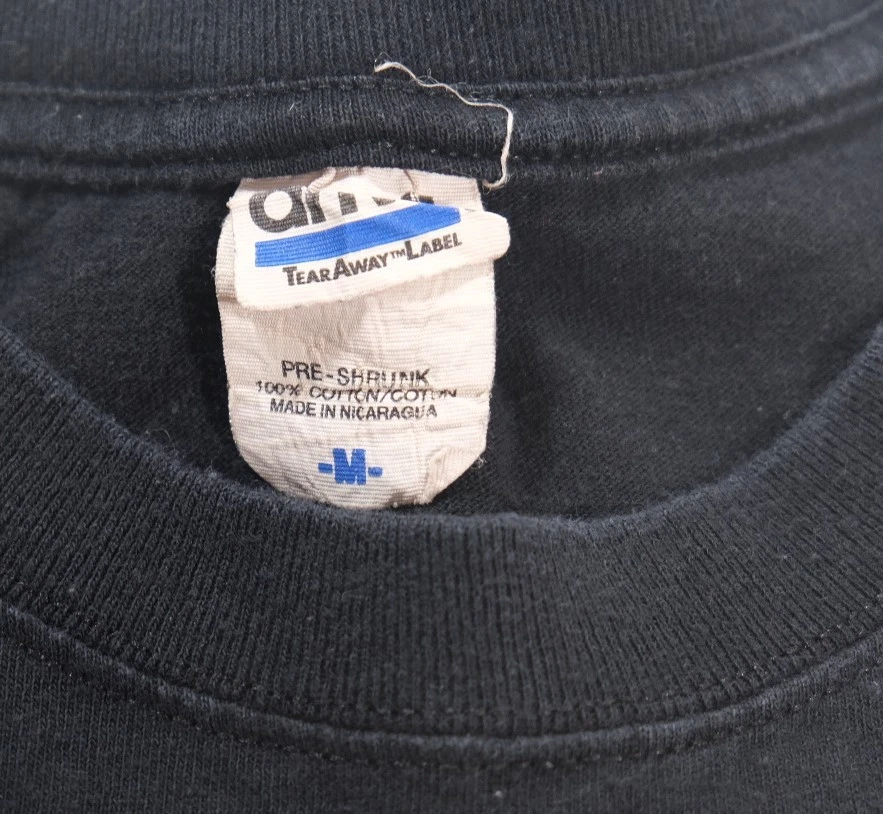 TEARAWAY™LABEL
PRE-SHRUNK
100% COTTON/COTON
MADE IN NICARAGUA
-M-